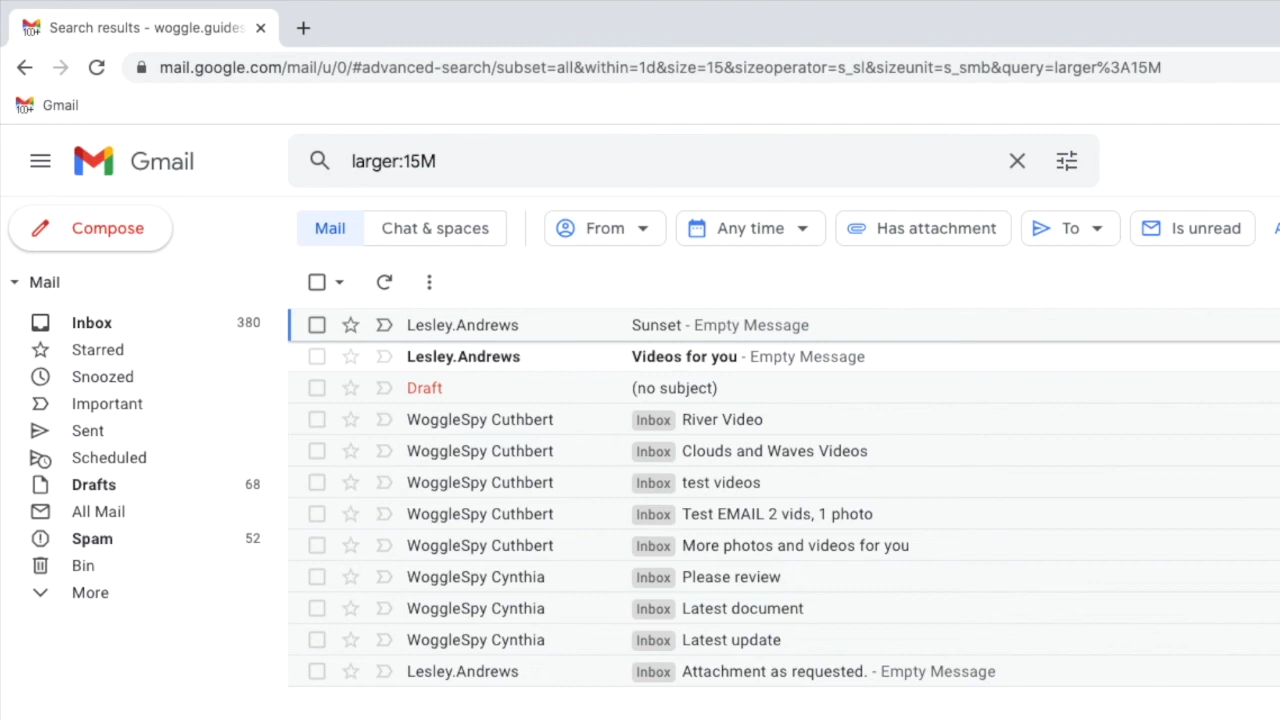 Search results - woggle.guides
mail.google.com/mail/u/0/#advanced-search/subset=all&within=1d&size=15&sizeoperator=s_sl&sizeunit=s_smb&query=larger%3A15M
100+ Gmail
Gmail
larger:15M
Compose
Mail Chat & spaces From Any time Has attachment To Is unread
Mail
Inbox 380
Starred
Snoozed
Important
Sent
Scheduled
Drafts 68
All Mail
Spam 52
Bin
More
Lesley.Andrews Sunset - Empty Message
Lesley.Andrews Videos for you - Empty Message
Draft (no subject)
WoggleSpy Cuthbert Inbox River Video
WoggleSpy Cuthbert Inbox Clouds and Waves Videos
WoggleSpy Cuthbert Inbox test videos
WoggleSpy Cuthbert Inbox Test EMAIL 2 vids, 1 photo
WoggleSpy Cuthbert Inbox More photos and videos for you
WoggleSpy Cynthia Inbox Please review
WoggleSpy Cynthia Inbox Latest document
WoggleSpy Cynthia Inbox Latest update
Lesley.Andrews Inbox Attachment as requested. - Empty Message